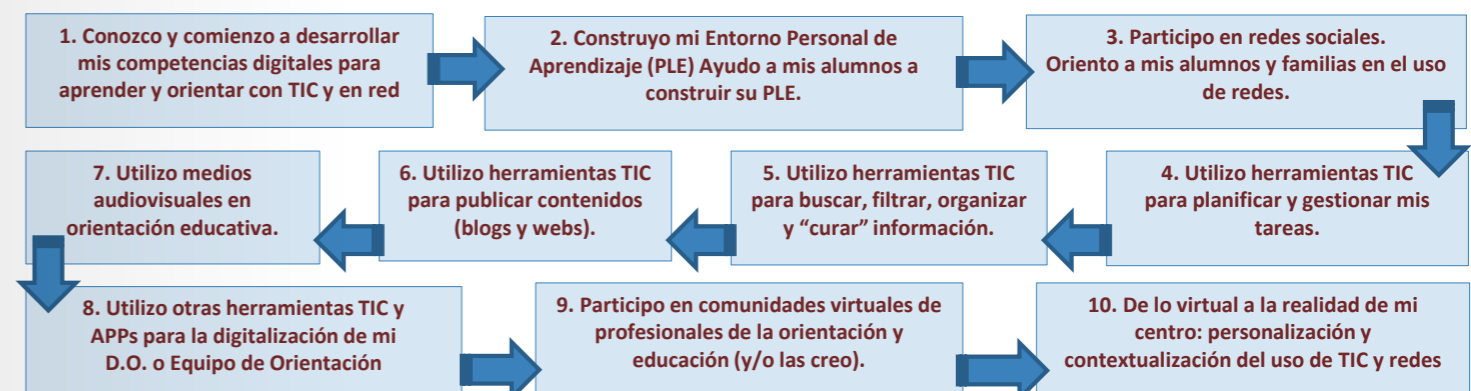 1. Conozco y comienzo a desarrollar
mis competencias digitales para
aprender y orientar con TIC y en red
2. Construyo mi Entorno Personal de
Aprendizaje (PLE) Ayudo a mis alumnos a
construir su PLE.
3. Participo en redes sociales.
Oriento a mis alumnos y familias en el uso
de redes.
4. Utilizo herramientas TIC
para planificar y gestionar mis
tareas.
5. Utilizo herramientas TIC
para buscar, filtrar, organizar
y “curar” información.
6. Utilizo herramientas TIC
para publicar contenidos
(blogs y webs).
7. Utilizo medios
audiovisuales en
orientación educativa.
8. Utilizo otras herramientas TIC y
APPs para la digitalización de mi
D.O. o Equipo de Orientación
9. Participo en comunidades virtuales de
profesionales de la orientación y
educación (y/o las creo).
10. De lo virtual a la realidad de mi
centro: personalización y
contextualización del uso de TIC y redes